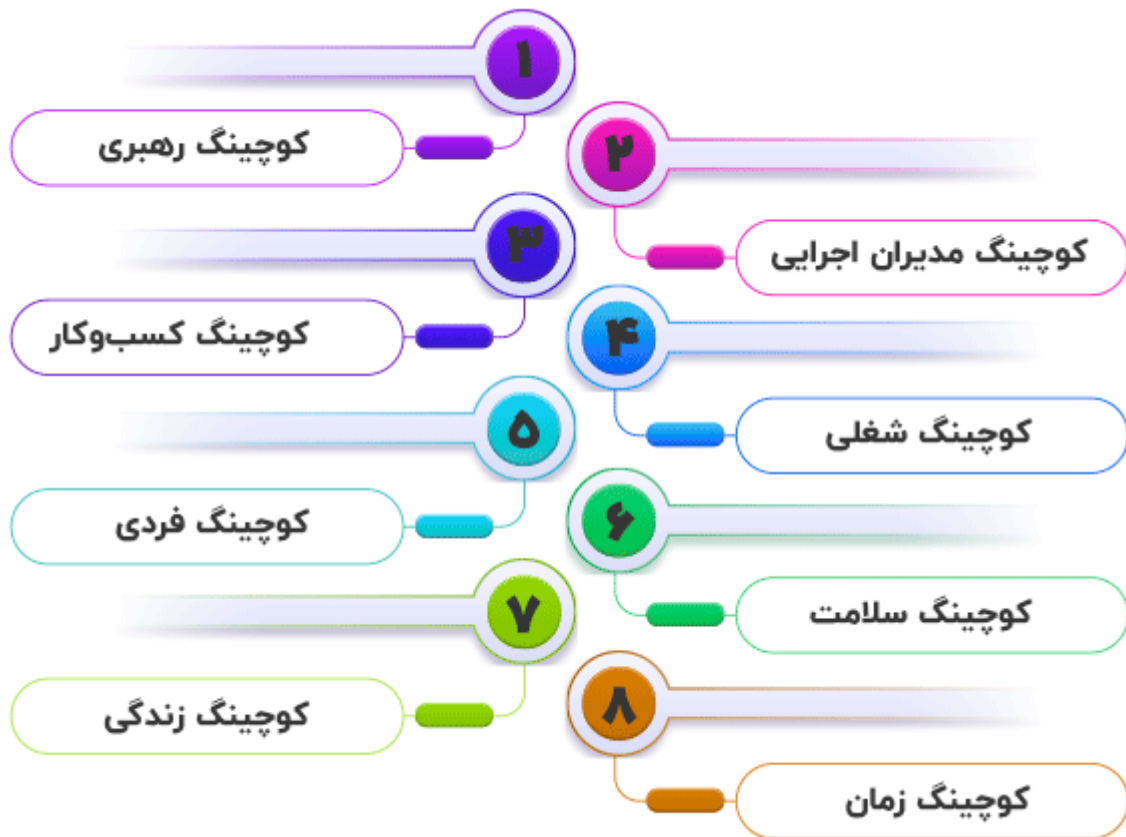 ۱
کوچینگ رهبری
۲
کوچینگ مدیران اجرایی
۳
کوچینگ کسب‌وکار
۴
کوچینگ شغلی
۵
کوچینگ فردی
۶
کوچینگ سلامت
۷
کوچینگ زندگی
۸
کوچینگ زمان